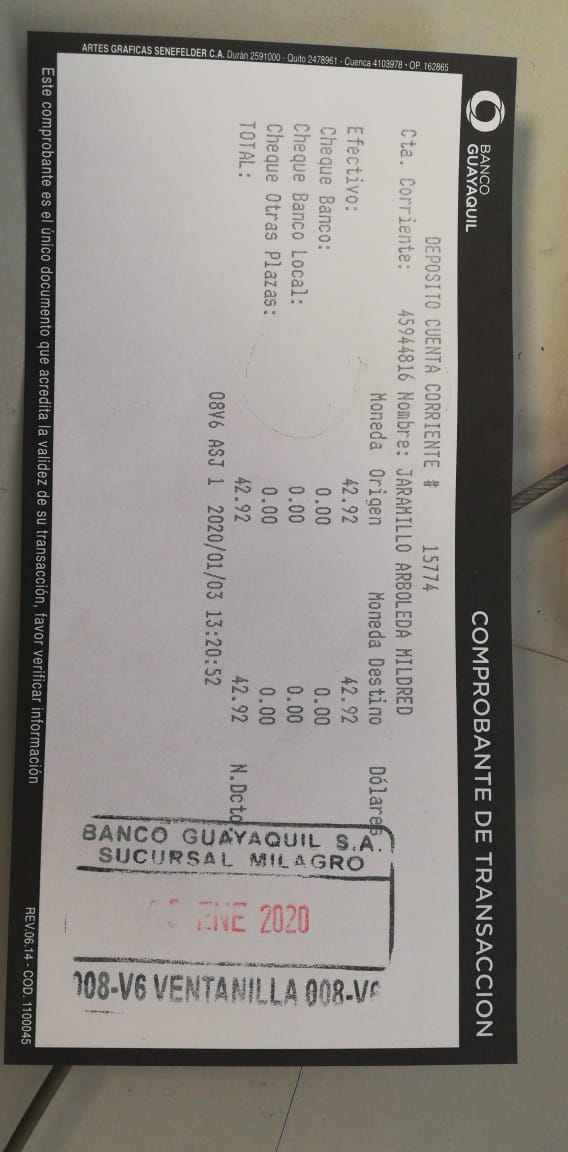 BANCO
GUAYAQUIL
COMPROBANTE DE TRANSACCION
DEPOSITO CUENTA CORRIENTE # 15774
Cta. Corriente: 45944816 Nombre: JARAMILLO ARBOLEDA MILDRED
Moneda Origen Moneda Destino Dólares
Efectivo: 42.92 42.92
Cheque Banco: 0.00 0.00
Cheque Banco Local: 0.00 0.00
Cheque Otras Plazas: 0.00 0.00
TOTAL: 42.92 42.92 N.Dcto
08V6 ASJ 1 2020/01/03 13:20:52
BANCO GUAYAQUIL S.A.
SUCURSAL MILAGRO
ENE 2020
008-V6 VENTANILLA 008-V6
ARTES GRAFICAS SENEFELDER C.A. Durán 2591000 - Quito 2478961 - Cuenca 4103978 - OP. 162865
Este comprobante es el único documento que acredita la validez de su transacción, favor verificar información
REV.06.14 - COD. 1100045